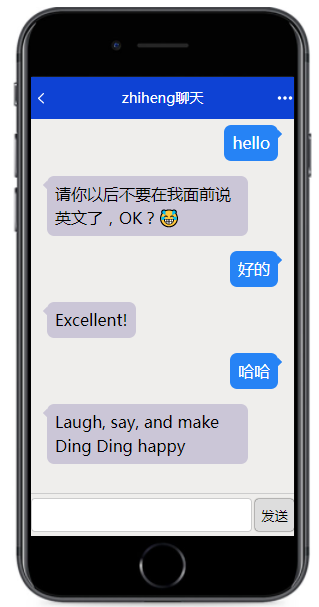 zhiheng聊天
hello
请你以后不要在我面前说
英文了，OK？😹
好的
Excellent!
哈哈
Laugh, say, and make
Ding Ding happy
发送